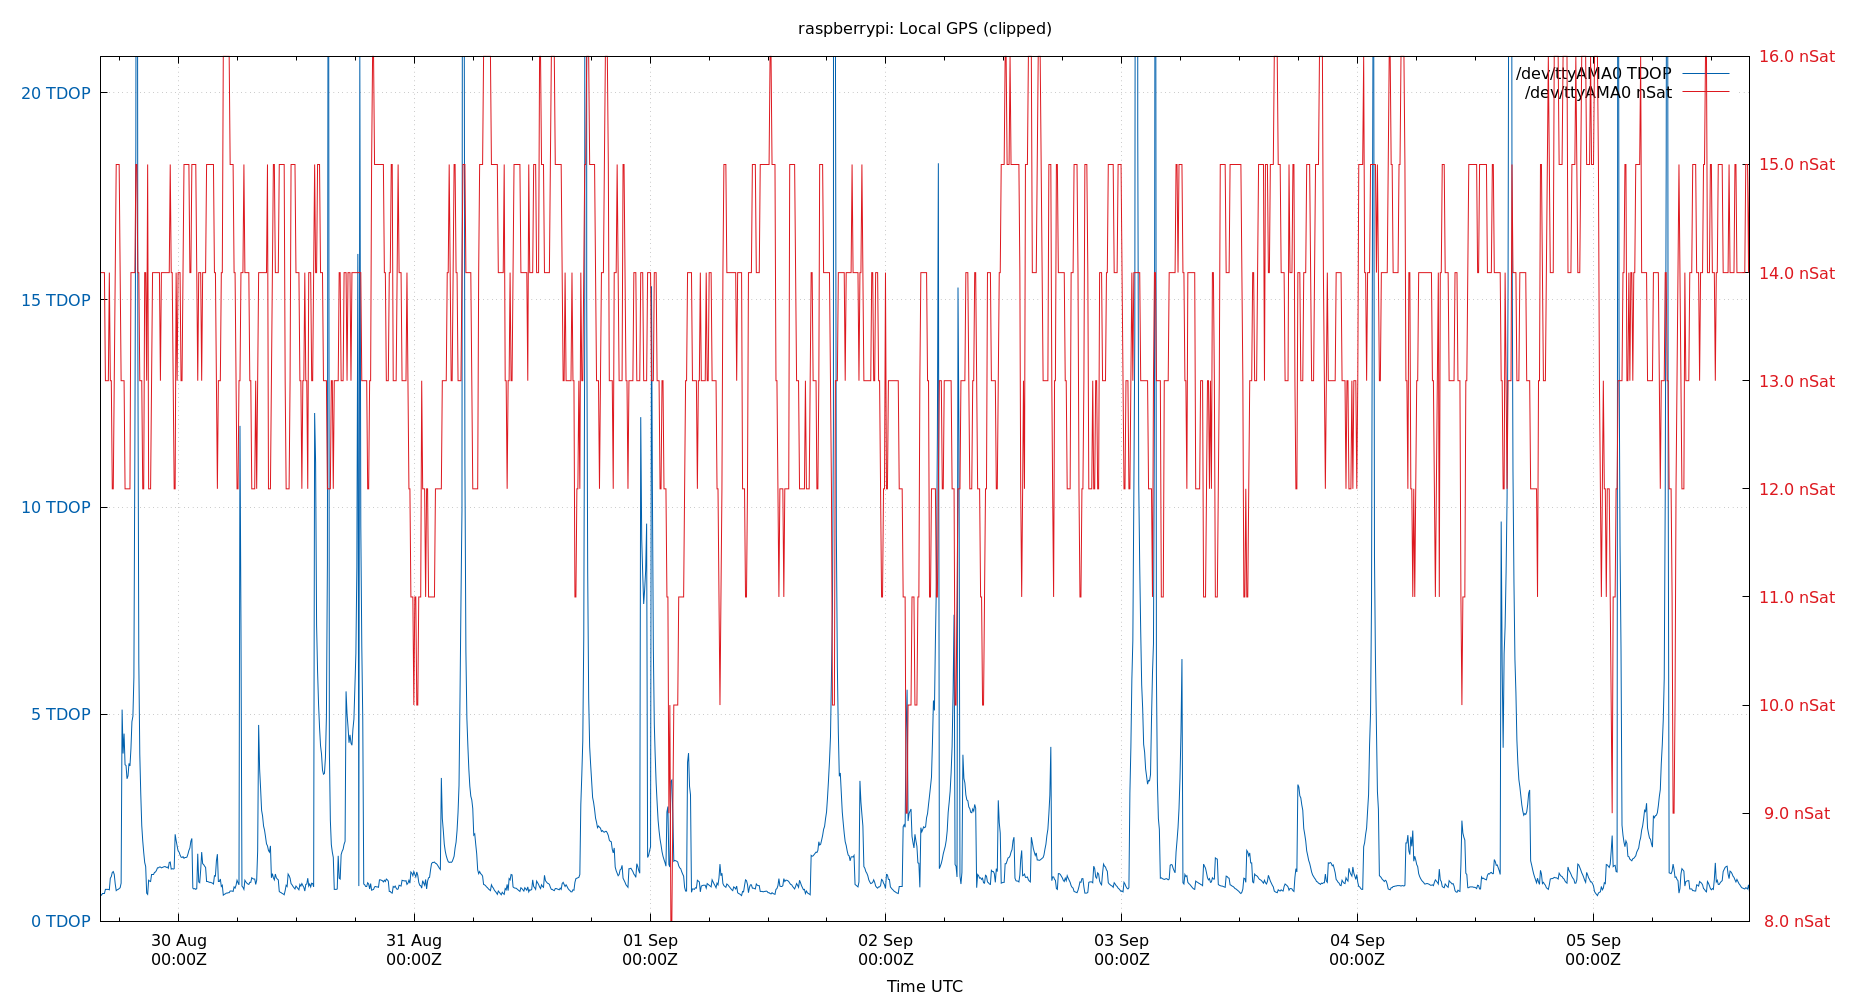 raspberrypi: Local GPS (clipped)
16.0 nSat
/dev/ttyAMA0 TDOP
/dev/ttyAMA0 nSat
20 TDOP
15.0 nSat
14.0 nSat
15 TDOP
13.0 nSat
12.0 nSat
10 TDOP
11.0 nSat
10.0 nSat
5 TDOP
9.0 nSat
0 TDOP
8.0 nSat
30 Aug 31 Aug 01 Sep 02 Sep 03 Sep 04 Sep 05 Sep
00:00Z 00:00Z 00:00Z 00:00Z 00:00Z 00:00Z 00:00Z
Time UTC